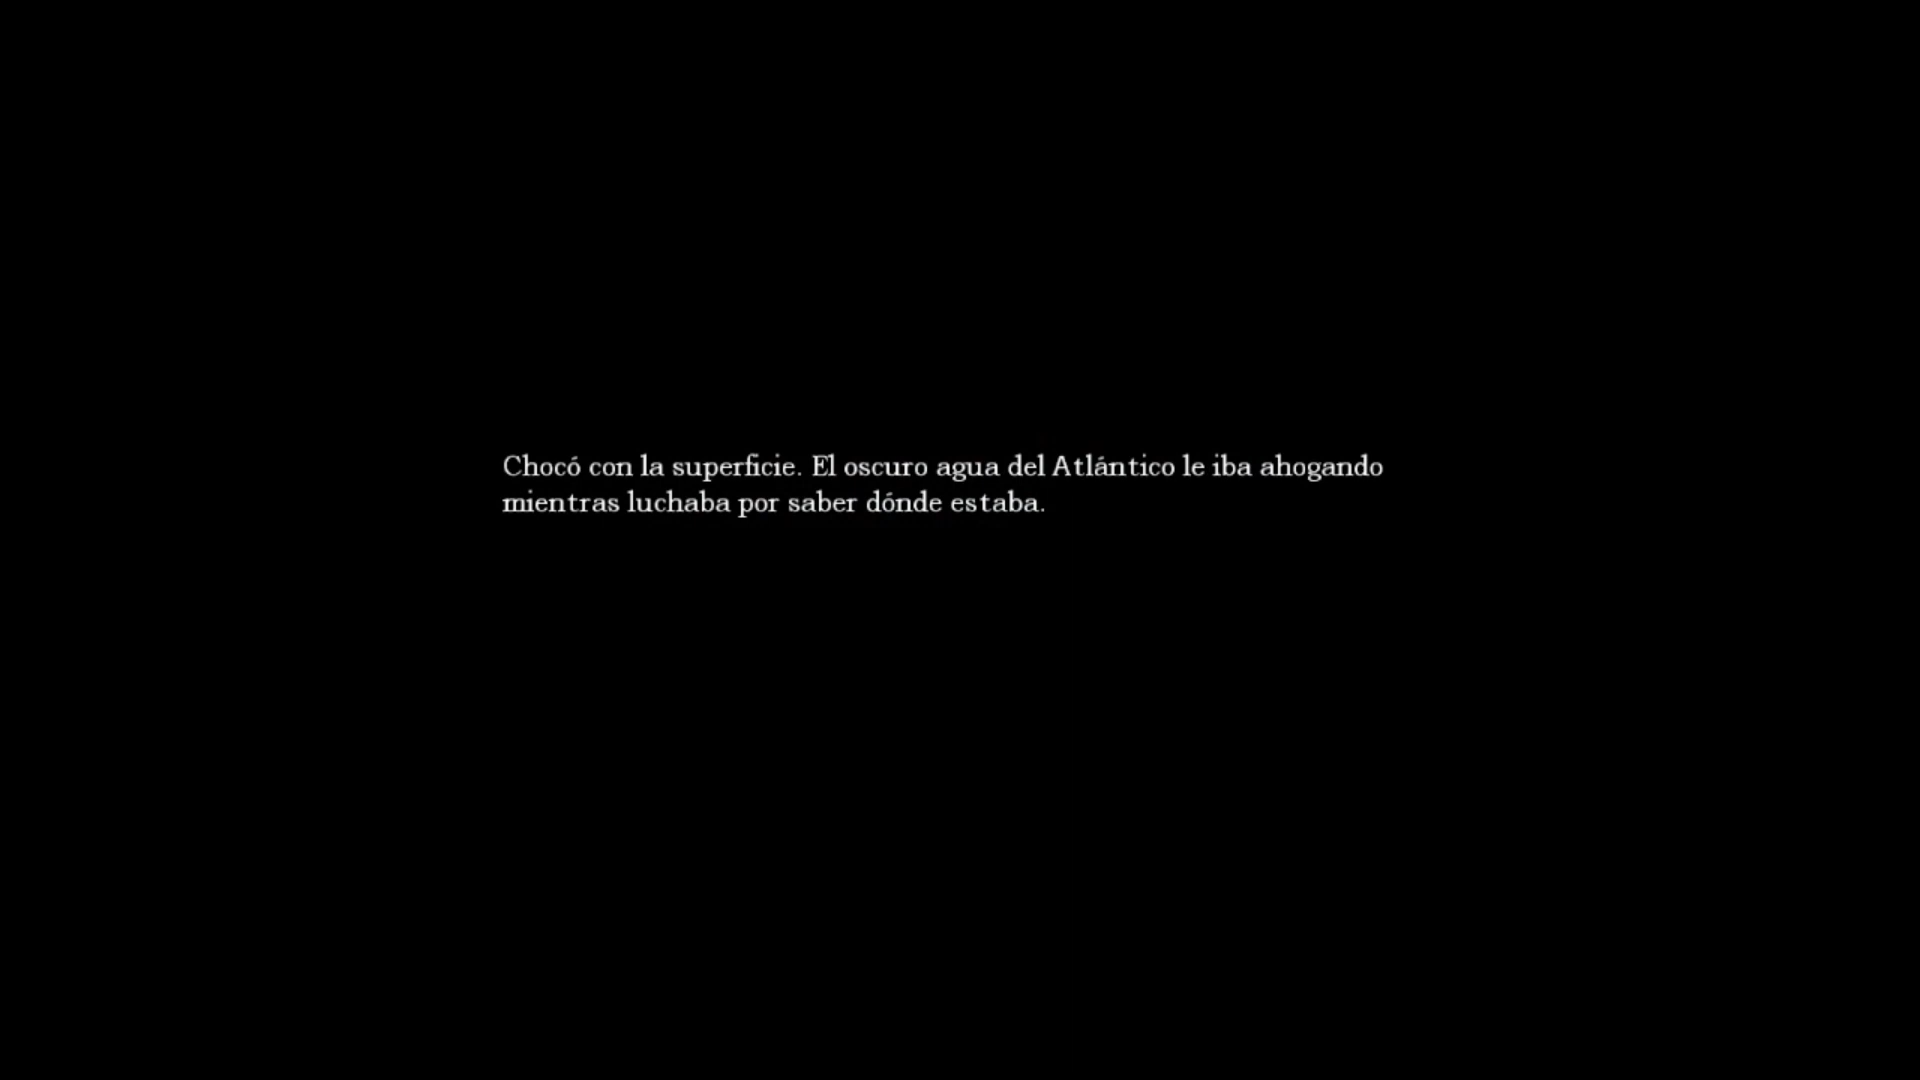 Chocó con la superficie. El oscuro agua del Atlántico le iba ahogando
mientras luchaba por saber dónde estaba.